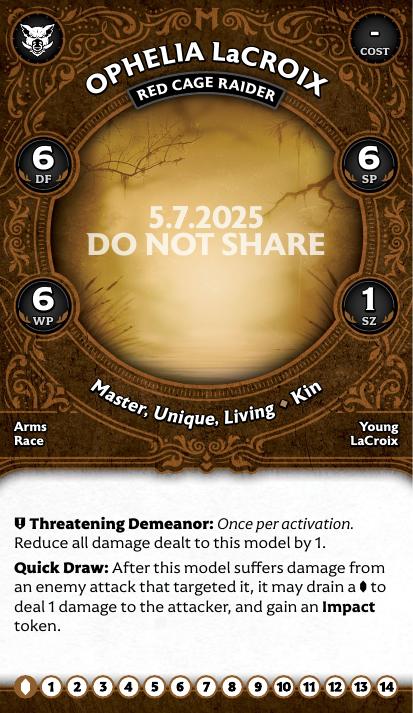 -
COST
OPHELIA LaCROIX
RED CAGE RAIDER
6
DF
6
SP
5.7.2025
DO NOT SHARE
6
WP
1
SZ
Master, Unique, Living ⬥ Kin
Arms
Race
Young
LaCroix
Threatening Demeanor: Once per activation.
Reduce all damage dealt to this model by 1.
Quick Draw: After this model suffers damage from
an enemy attack that targeted it, it may drain a to
deal 1 damage to the attacker, and gain an Impact
token.
1 2 3 4 5 6 7 8 9 10 11 12 13 14